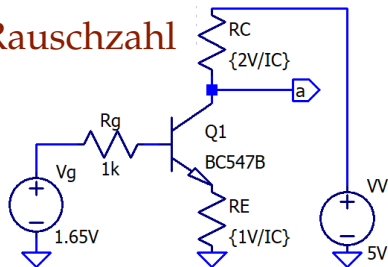 Rauschzahl
RC
{2V/IC}
a
Rg
1k
Q1
BC547B
Vg
1.65V
RE
{1V/IC}
VV
5V